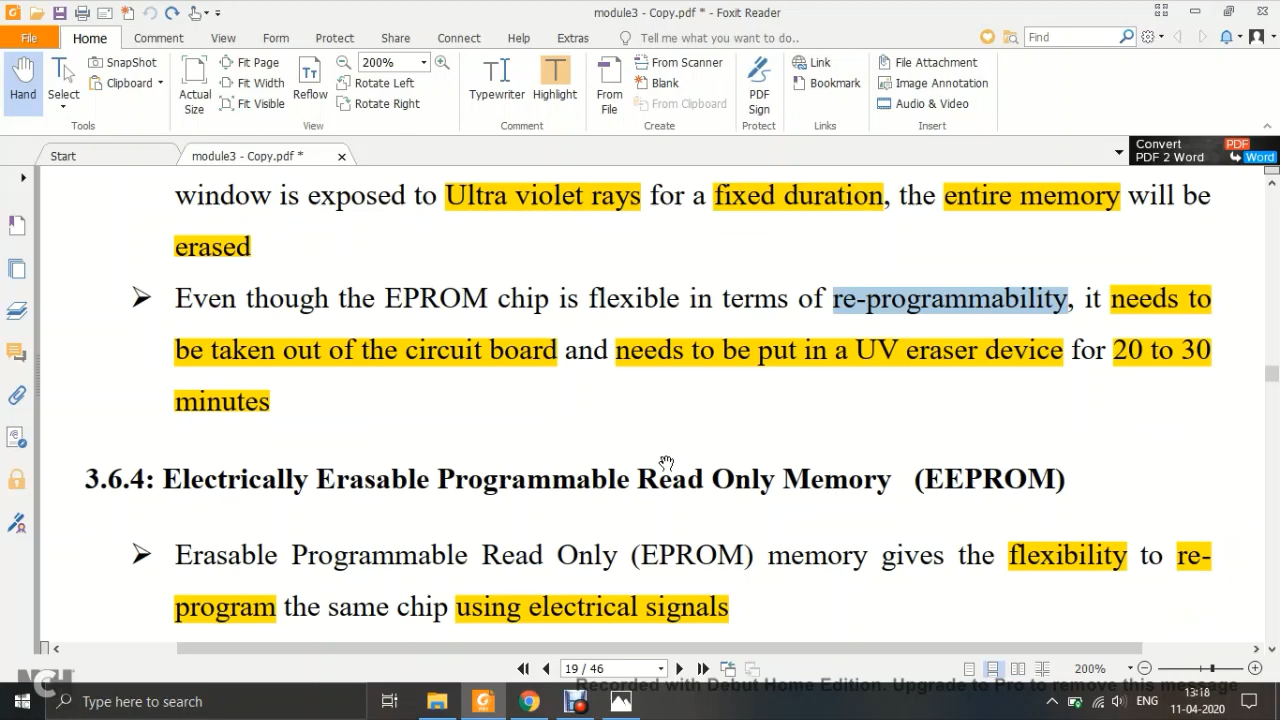 module3 - Copy.pdf * - Foxit Reader
File Home Comment View Form Protect Share Connect Help Extras Tell me what you want to do.. Find
Hand Select SnapShot Clipboard Actual Size Fit Page Fit Width Fit Visible Reflow 200% Rotate Left Rotate Right Typewriter Highlight From File From Scanner Blank From Clipboard PDF Sign Link Bookmark File Attachment Image Annotation Audio & Video
Tools View Comment Create Protect Links Insert
Start module3 - Copy.pdf * Convert PDF 2 Word PDF Word
window is exposed to Ultra violet rays for a fixed duration, the entire memory will be
erased
Even though the EPROM chip is flexible in terms of re-programmability, it needs to
be taken out of the circuit board and needs to be put in a UV eraser device for 20 to 30
minutes
3.6.4: Electrically Erasable Programmable Read Only Memory (EEPROM)
Erasable Programmable Read Only (EPROM) memory gives the flexibility to re-
program the same chip using electrical signals
19 / 46 200%
NCH Recorded with Debut Home Edition. Upgrade to Pro to remove this message
Type here to search ENG 13:18
11-04-2020